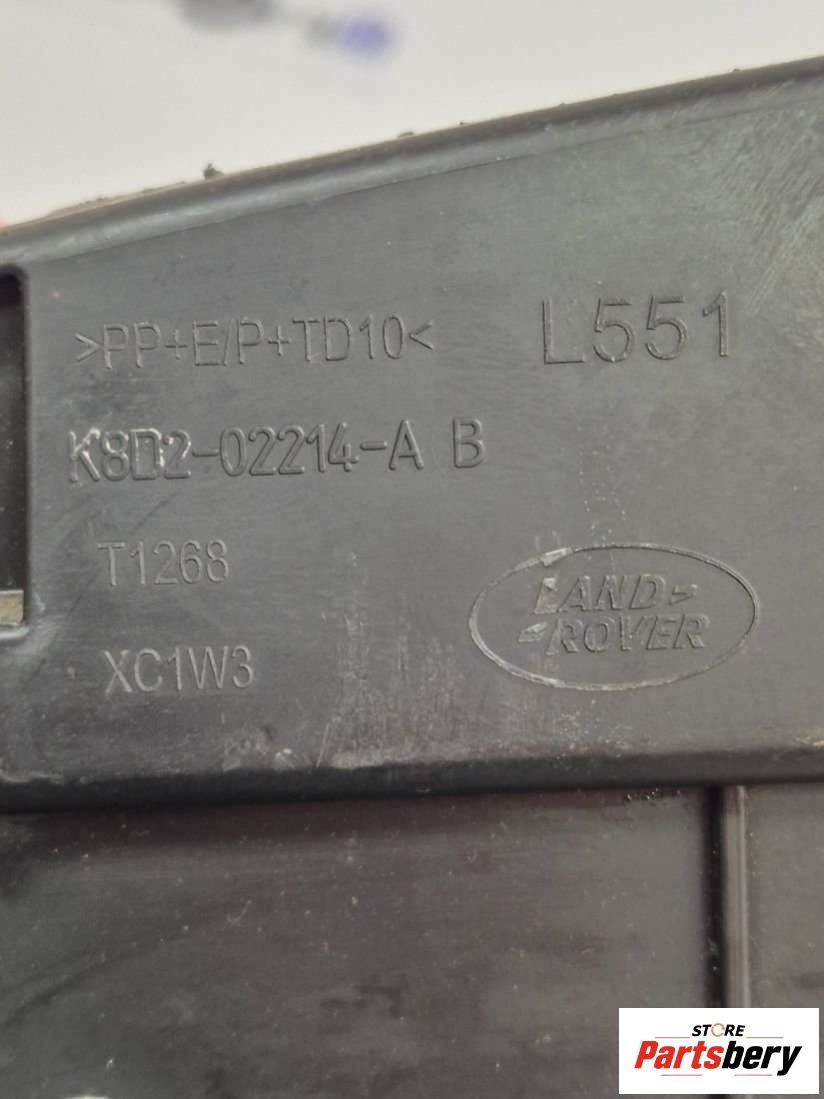 >PP+E/P+TD10< L551
K8D2-02214-A B
T1268
LAND-
-ROVER
XC1W3
STORE
Partsbery